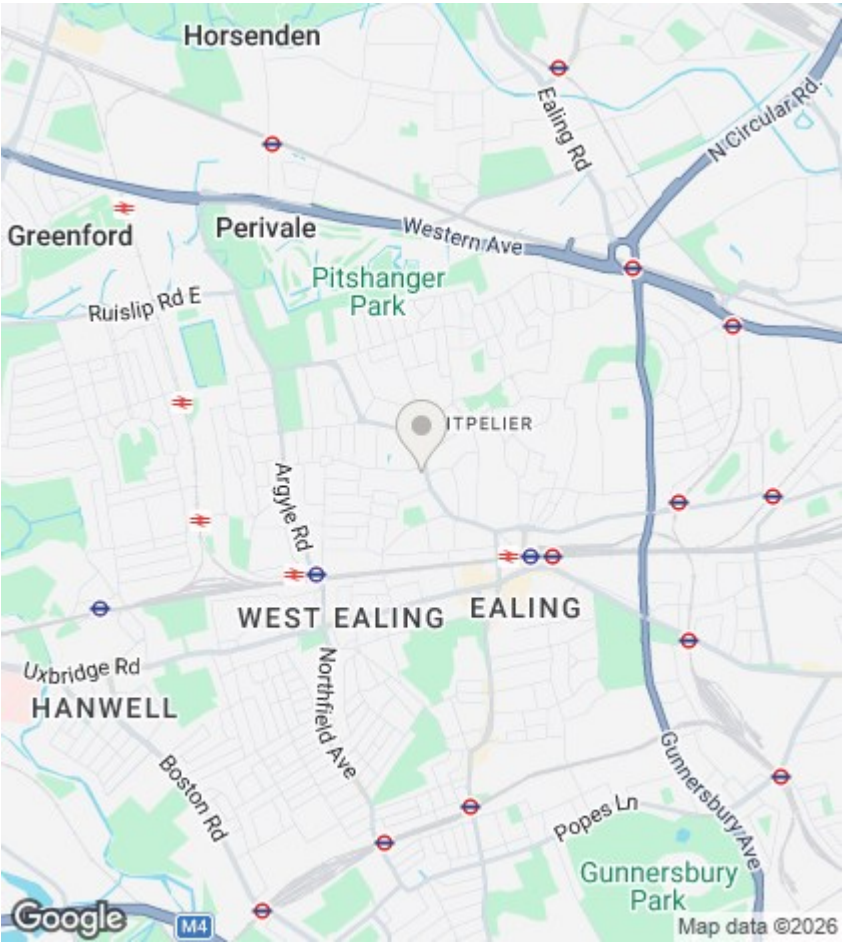 Horsenden
Ealing Rd
N Circular Rd.
Greenford
Perivale
Western Ave
Pitshanger
Park
Ruislip Rd E
ITPELIER
Argyle Rd
WEST EALING
EALING
Uxbridge Rd
HANWELL
Northfield Ave
Boston Rd
Gunnersbury Ave
Popes Ln
Gunnersbury
Park
Google
M4
Map data ©2026